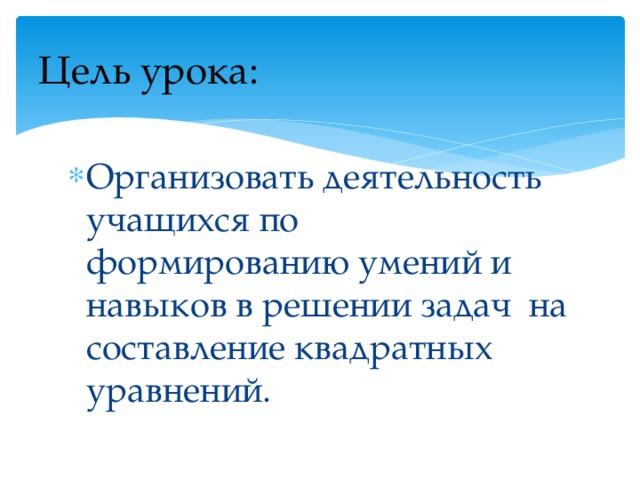 Цель урока:
*Организовать деятельность
учащихся по
формированию умений и
навыков в решении задач на
составление квадратных
уравнений.